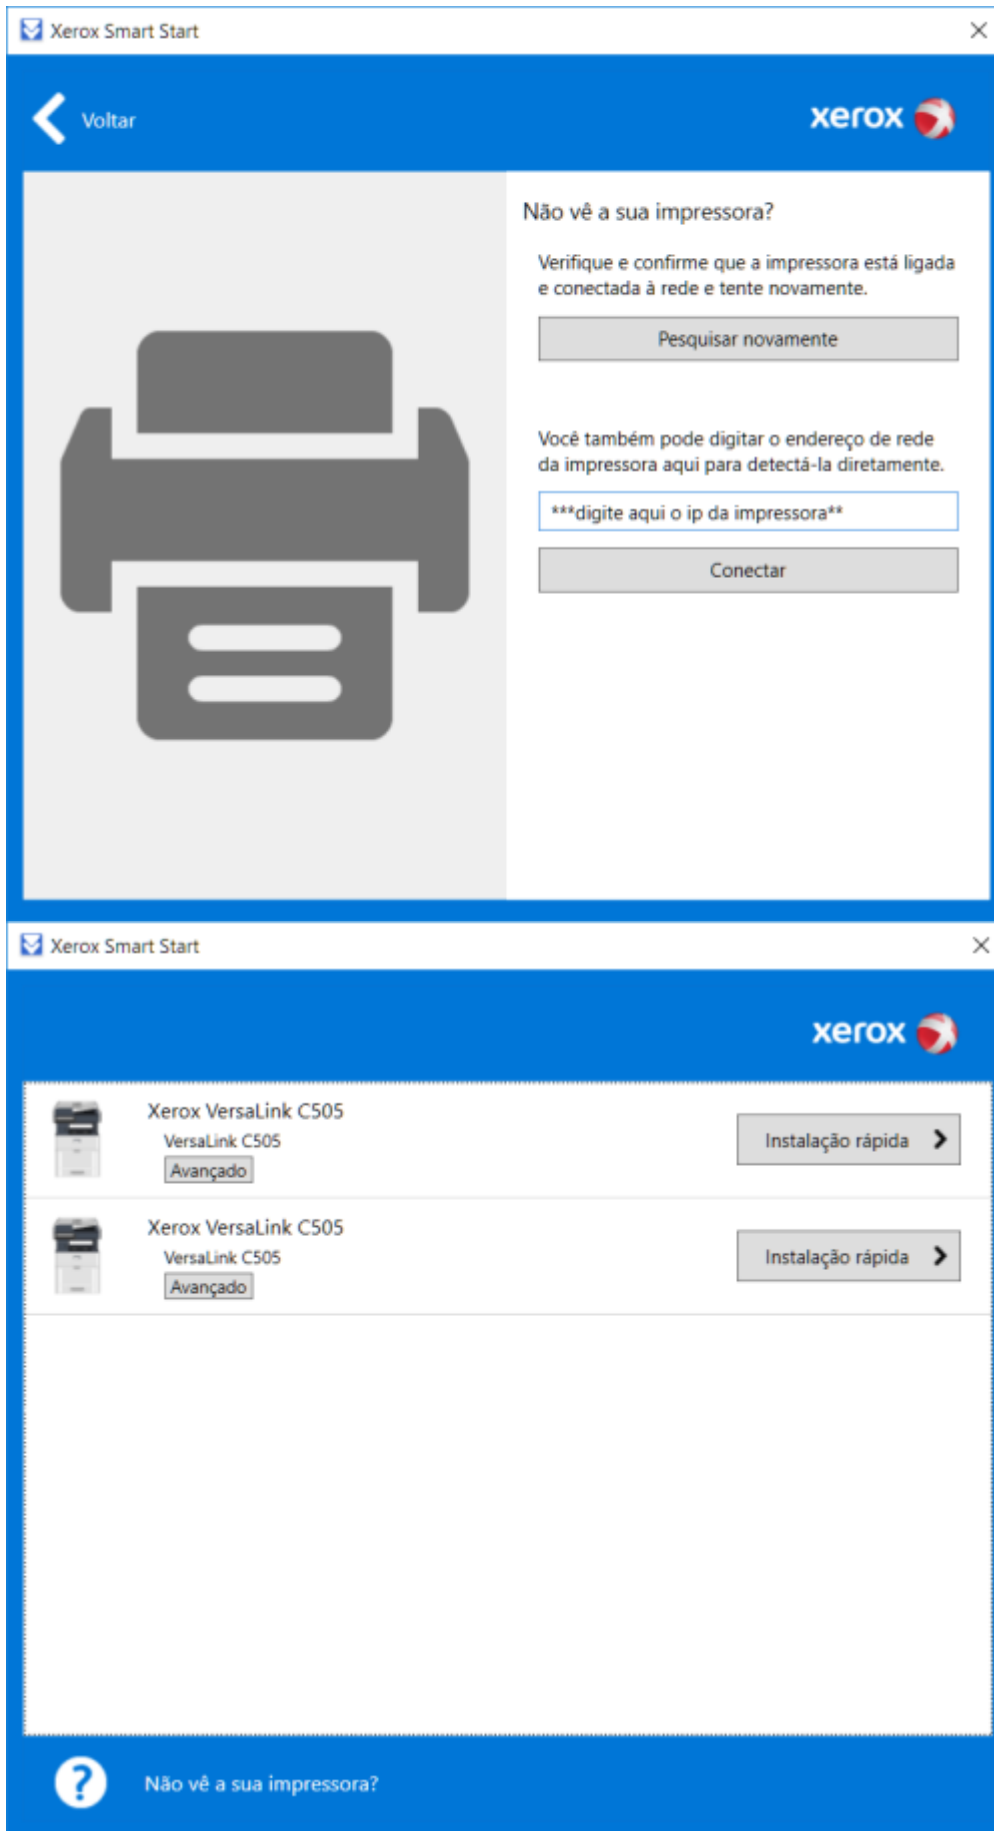 Xerox Smart Start
Voltar
xerox
Não vê a sua impressora?
Verifique e confirme que a impressora está ligada
e conectada à rede e tente novamente.
Pesquisar novamente
Você também pode digitar o endereço de rede
da impressora aqui para detectá-la diretamente.
***digite aqui o ip da impressora**
Conectar
Xerox Smart Start
xerox
Xerox VersaLink C505
VersaLink C505
Avançado
Instalação rápida
Xerox VersaLink C505
VersaLink C505
Avançado
Instalação rápida
?
Não vê a sua impressora?